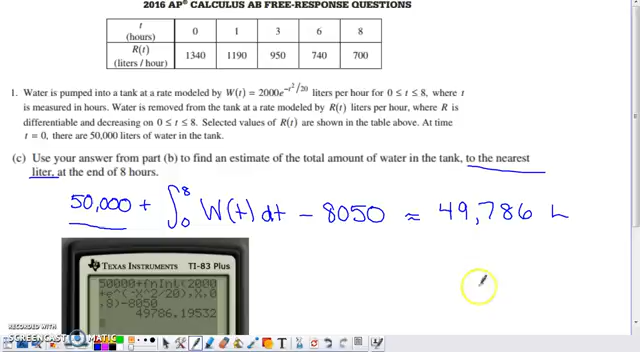 2016 AP® CALCULUS AB FREE-RESPONSE QUESTIONS
t (hours) 0 1 3 6 8
R(t) (liters / hour) 1340 1190 950 740 700
1. Water is pumped into a tank at a rate modeled by W(t) = 2000e^(-t²/20) liters per hour for 0 ≤ t ≤ 8, where t
is measured in hours. Water is removed from the tank at a rate modeled by R(t) liters per hour, where R is
differentiable and decreasing on 0 ≤ t ≤ 8. Selected values of R(t) are shown in the table above. At time
t = 0, there are 50,000 liters of water in the tank.
(c) Use your answer from part (b) to find an estimate of the total amount of water in the tank, to the nearest
liter, at the end of 8 hours.
50,000 + ∫₀⁸ W(t) dt - 8050 ≈ 49,786 L
TEXAS INSTRUMENTS TI-83 Plus
50000+fnInt(2000
*e^(-X^2/20),X,0
,8)-8050
49786.19532
RECORDED WITH
SCREENCAST MATIC